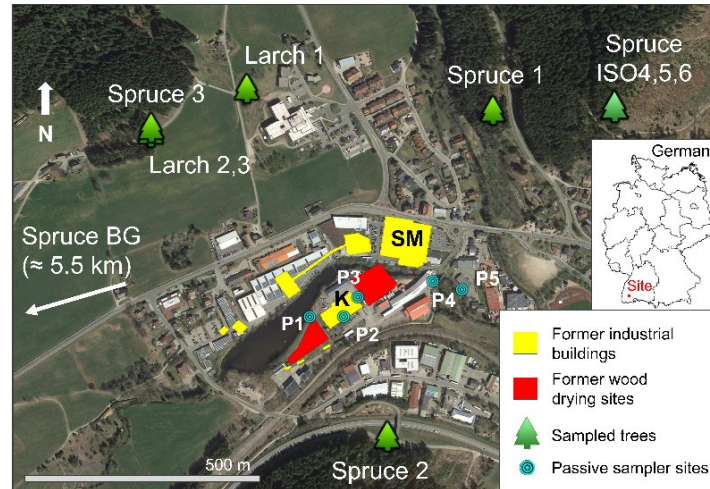 Larch 1
Spruce 3
Spruce 1
Spruce
ISO4,5,6
N
Larch 2,3
German
Spruce BG
(≈ 5.5 km)
SM
P3
K
P5
P4
P1
P2
Site
Former industrial
buildings
Former wood
drying sites
Sampled trees
Passive sampler sites
500 m
Spruce 2